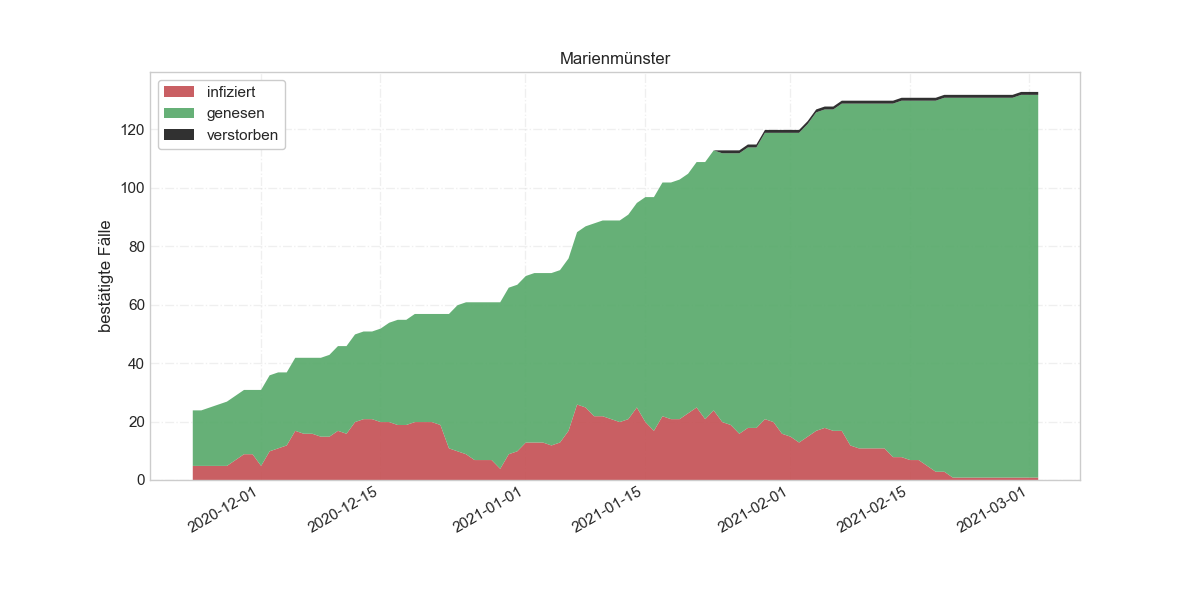 Marienmünster
infiziert
genesen
verstorben
bestätigte Fälle
120
100
80
60
40
20
0
2020-12-01
2020-12-15
2021-01-01
2021-01-15
2021-02-01
2021-02-15
2021-03-01